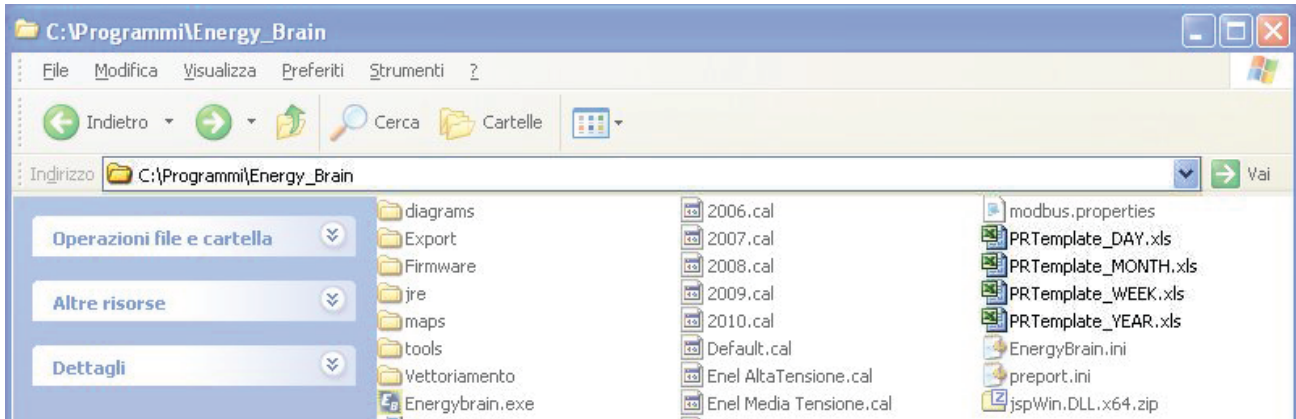 C:\Programmi\Energy_Brain
File Modifica Visualizza Preferiti Strumenti ?
Indietro Cerca Cartelle
Indirizzo C:\Programmi\Energy_Brain Vai
Operazioni file e cartella
Altre risorse
Dettagli
diagrams
Export
Firmware
jre
maps
tools
Vettoriamento
Energybrain.exe
2006.cal
2007.cal
2008.cal
2009.cal
2010.cal
Default.cal
Enel AltaTensione.cal
Enel Media Tensione.cal
modbus.properties
PRTemplate_DAY.xls
PRTemplate_MONTH.xls
PRTemplate_WEEK.xls
PRTemplate_YEAR.xls
EnergyBrain.ini
preport.ini
jspWin.DLL.x64.zip